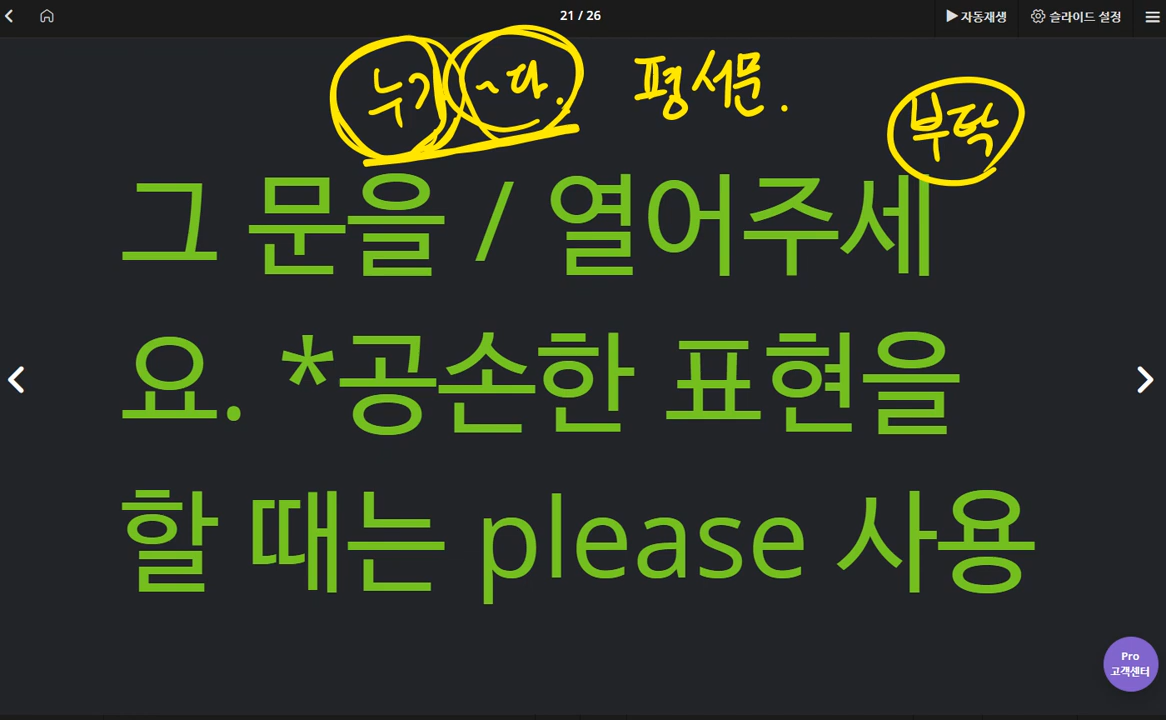 21 / 26
자동재생
슬라이드 설정
누가 ~다. 평서문.
부탁
그 문을 / 열어주세
요. *공손한 표현을
할 때는 please 사용
Pro
고객센터